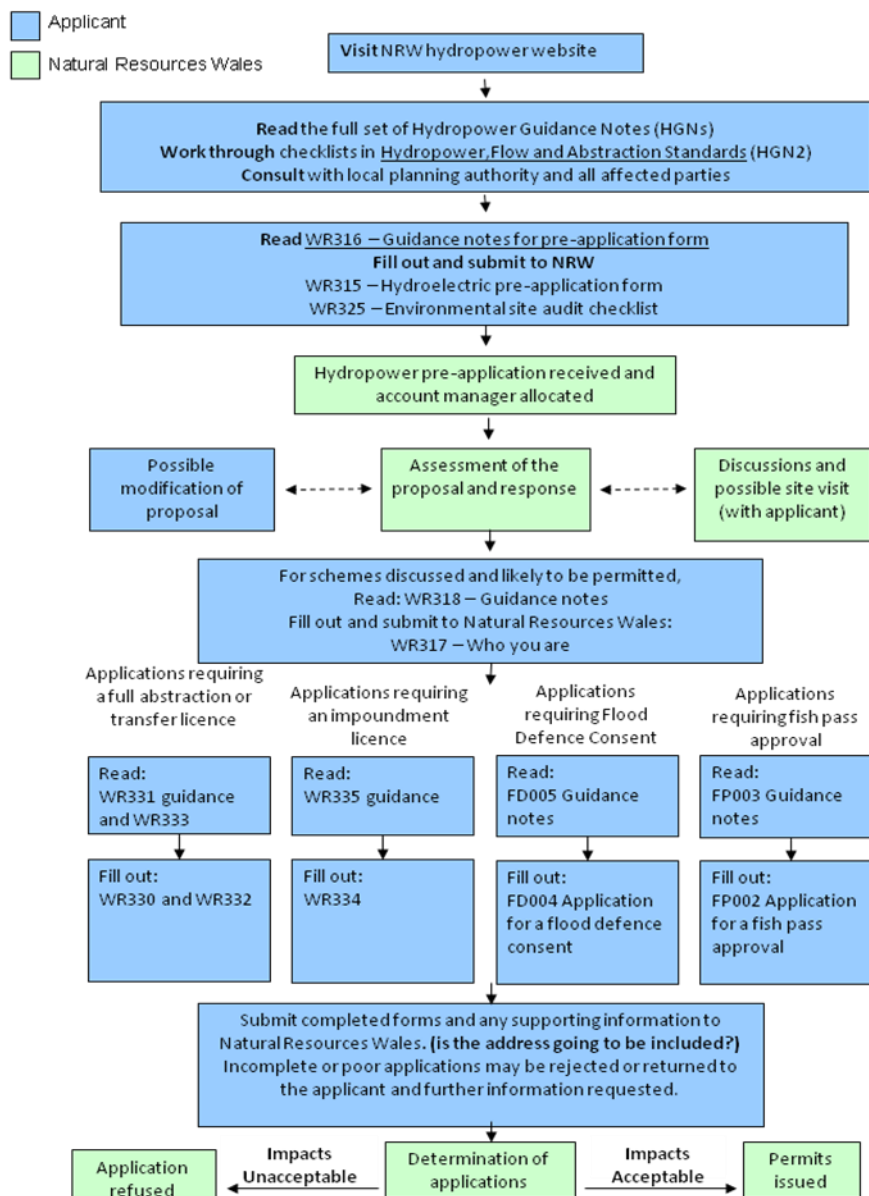 Applicant
Natural Resources Wales
Visit NRW hydropower website
Read the full set of Hydropower Guidance Notes (HGNs)
Work through checklists in Hydropower,Flow and Abstraction Standards (HGN2)
Consult with local planning authority and all affected parties
Read WR316 – Guidance notes for pre-application form
Fill out and submit to NRW
WR315 – Hydroelectric pre-application form
WR325 – Environmental site audit checklist
Hydropower pre-application received and
account manager allocated
Possible
modification of
proposal
Assessment of the
proposal and response
Discussions and
possible site visit
(with applicant)
For schemes discussed and likely to be permitted,
Read: WR318 – Guidance notes
Fill out and submit to Natural Resources Wales:
WR317 – Who you are
Applications requiring
a full abstraction or
transfer licence
Applications requiring
an impoundment
licence
Applications
requiring Flood
Defence Consent
Applications
requiring fish pass
approval
Read:
WR331 guidance
and WR333
Read:
WR335 guidance
Read:
FD005 Guidance
notes
Read:
FP003 Guidance
notes
Fill out:
WR330 and WR332
Fill out:
WR334
Fill out:
FD004 Application
for a flood defence
consent
Fill out:
FP002 Application
for a fish pass
approval
Submit completed forms and any supporting information to
Natural Resources Wales. (is the address going to be included?)
Incomplete or poor applications may be rejected or returned to
the applicant and further information requested.
Application
refused
Impacts
Unacceptable
Determination of
applications
Impacts
Acceptable
Permits
issued